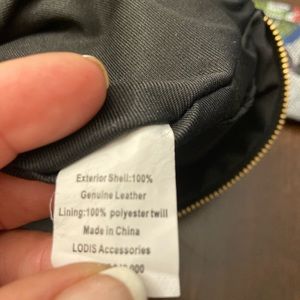 Exterior Shell:100%
Genuine Leather
Lining:100% polyester twill
Made in China
LODIS Accessories